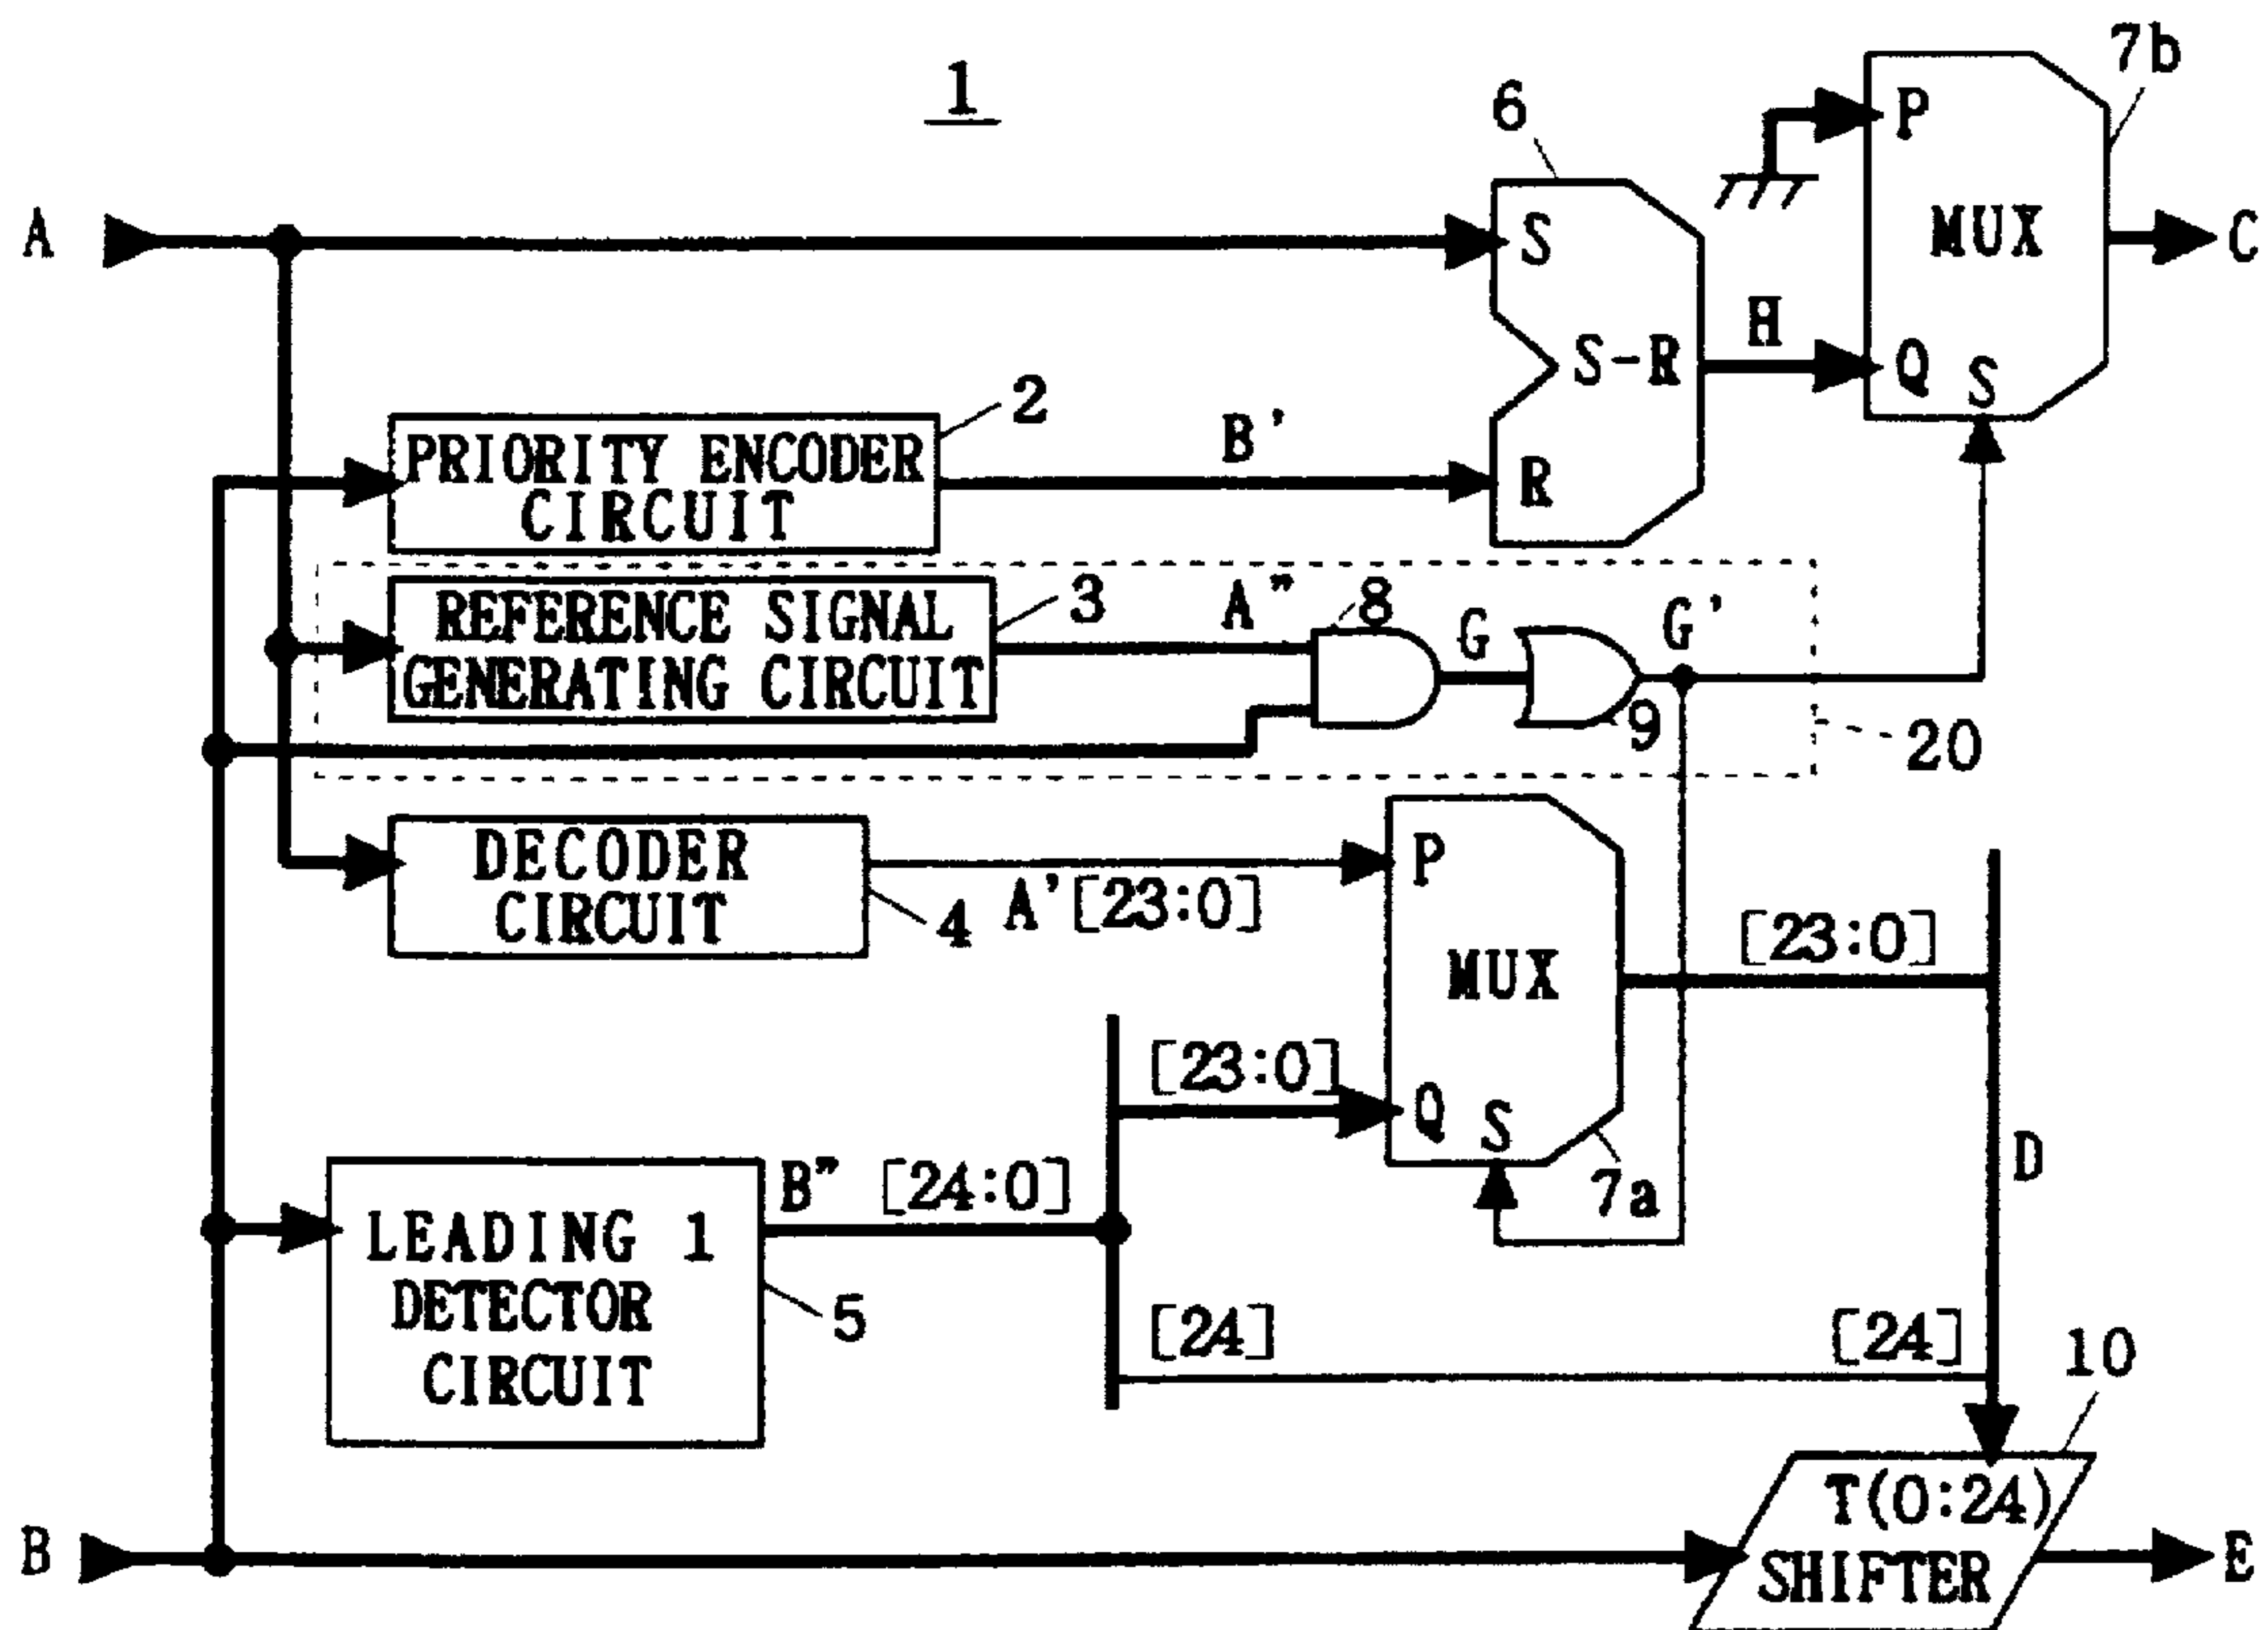 1
7b
6
P
A
S
MUX
C
H
S-R
Q
S
2
PRIORITY ENCODER
CIRCUIT
B'
R
3
REFERENCE SIGNAL
GENERATING CIRCUIT
A"
8
G
G'
9
20
DECODER
CIRCUIT
4
A'[23:0]
P
MUX
[23:0]
[23:0]
Q
S
7a
D
B" [24:0]
LEADING 1
DETECTOR
CIRCUIT
5
[24]
[24]
10
T(0:24)
SHIFTER
B
E